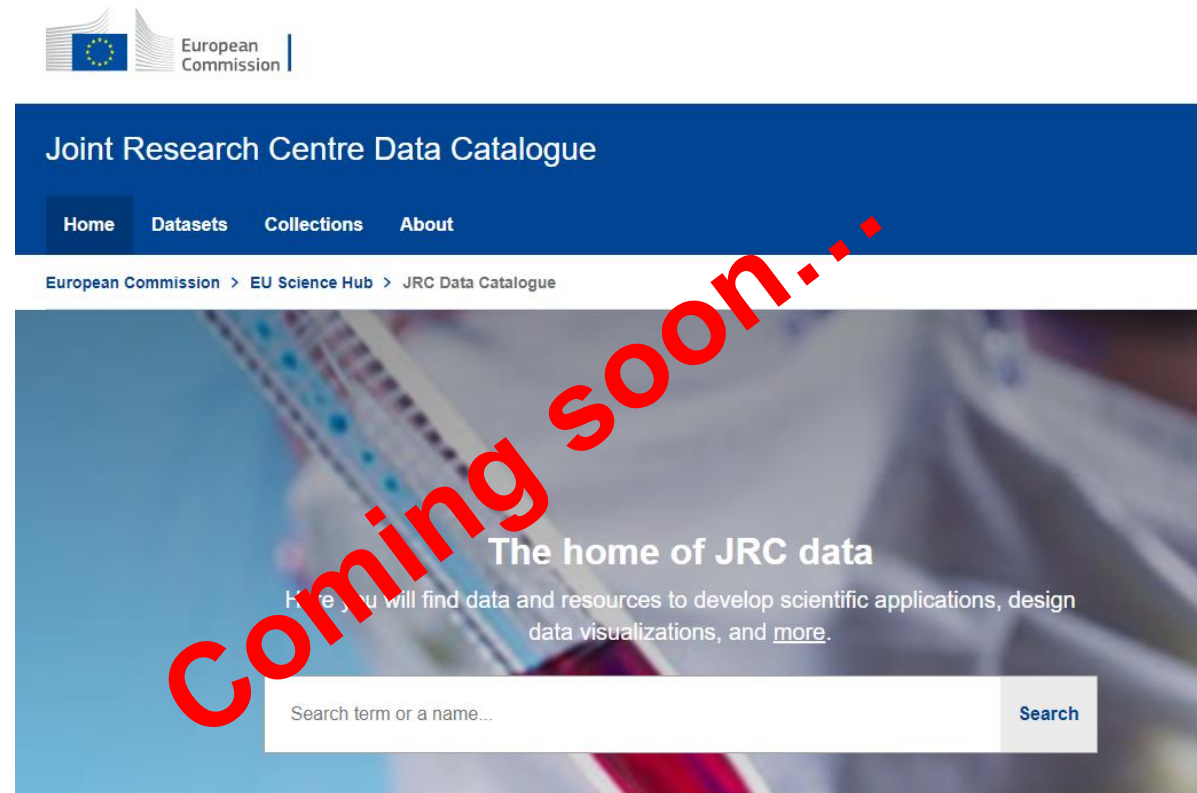 European
Commission
Joint Research Centre Data Catalogue
Home Datasets Collections About
European Commission > EU Science Hub > JRC Data Catalogue
Coming soon...
The home of JRC data
Here you will find data and resources to develop scientific applications, design
data visualizations, and more.
Search term or a name... Search